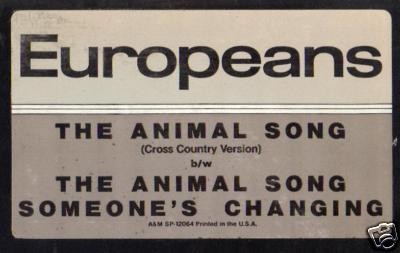 Europeans
THE ANIMAL SONG
(Cross Country Version)
b/w
THE ANIMAL SONG
SOMEONE'S CHANGING
A&M SP-12064 Printed in the U.S.A.